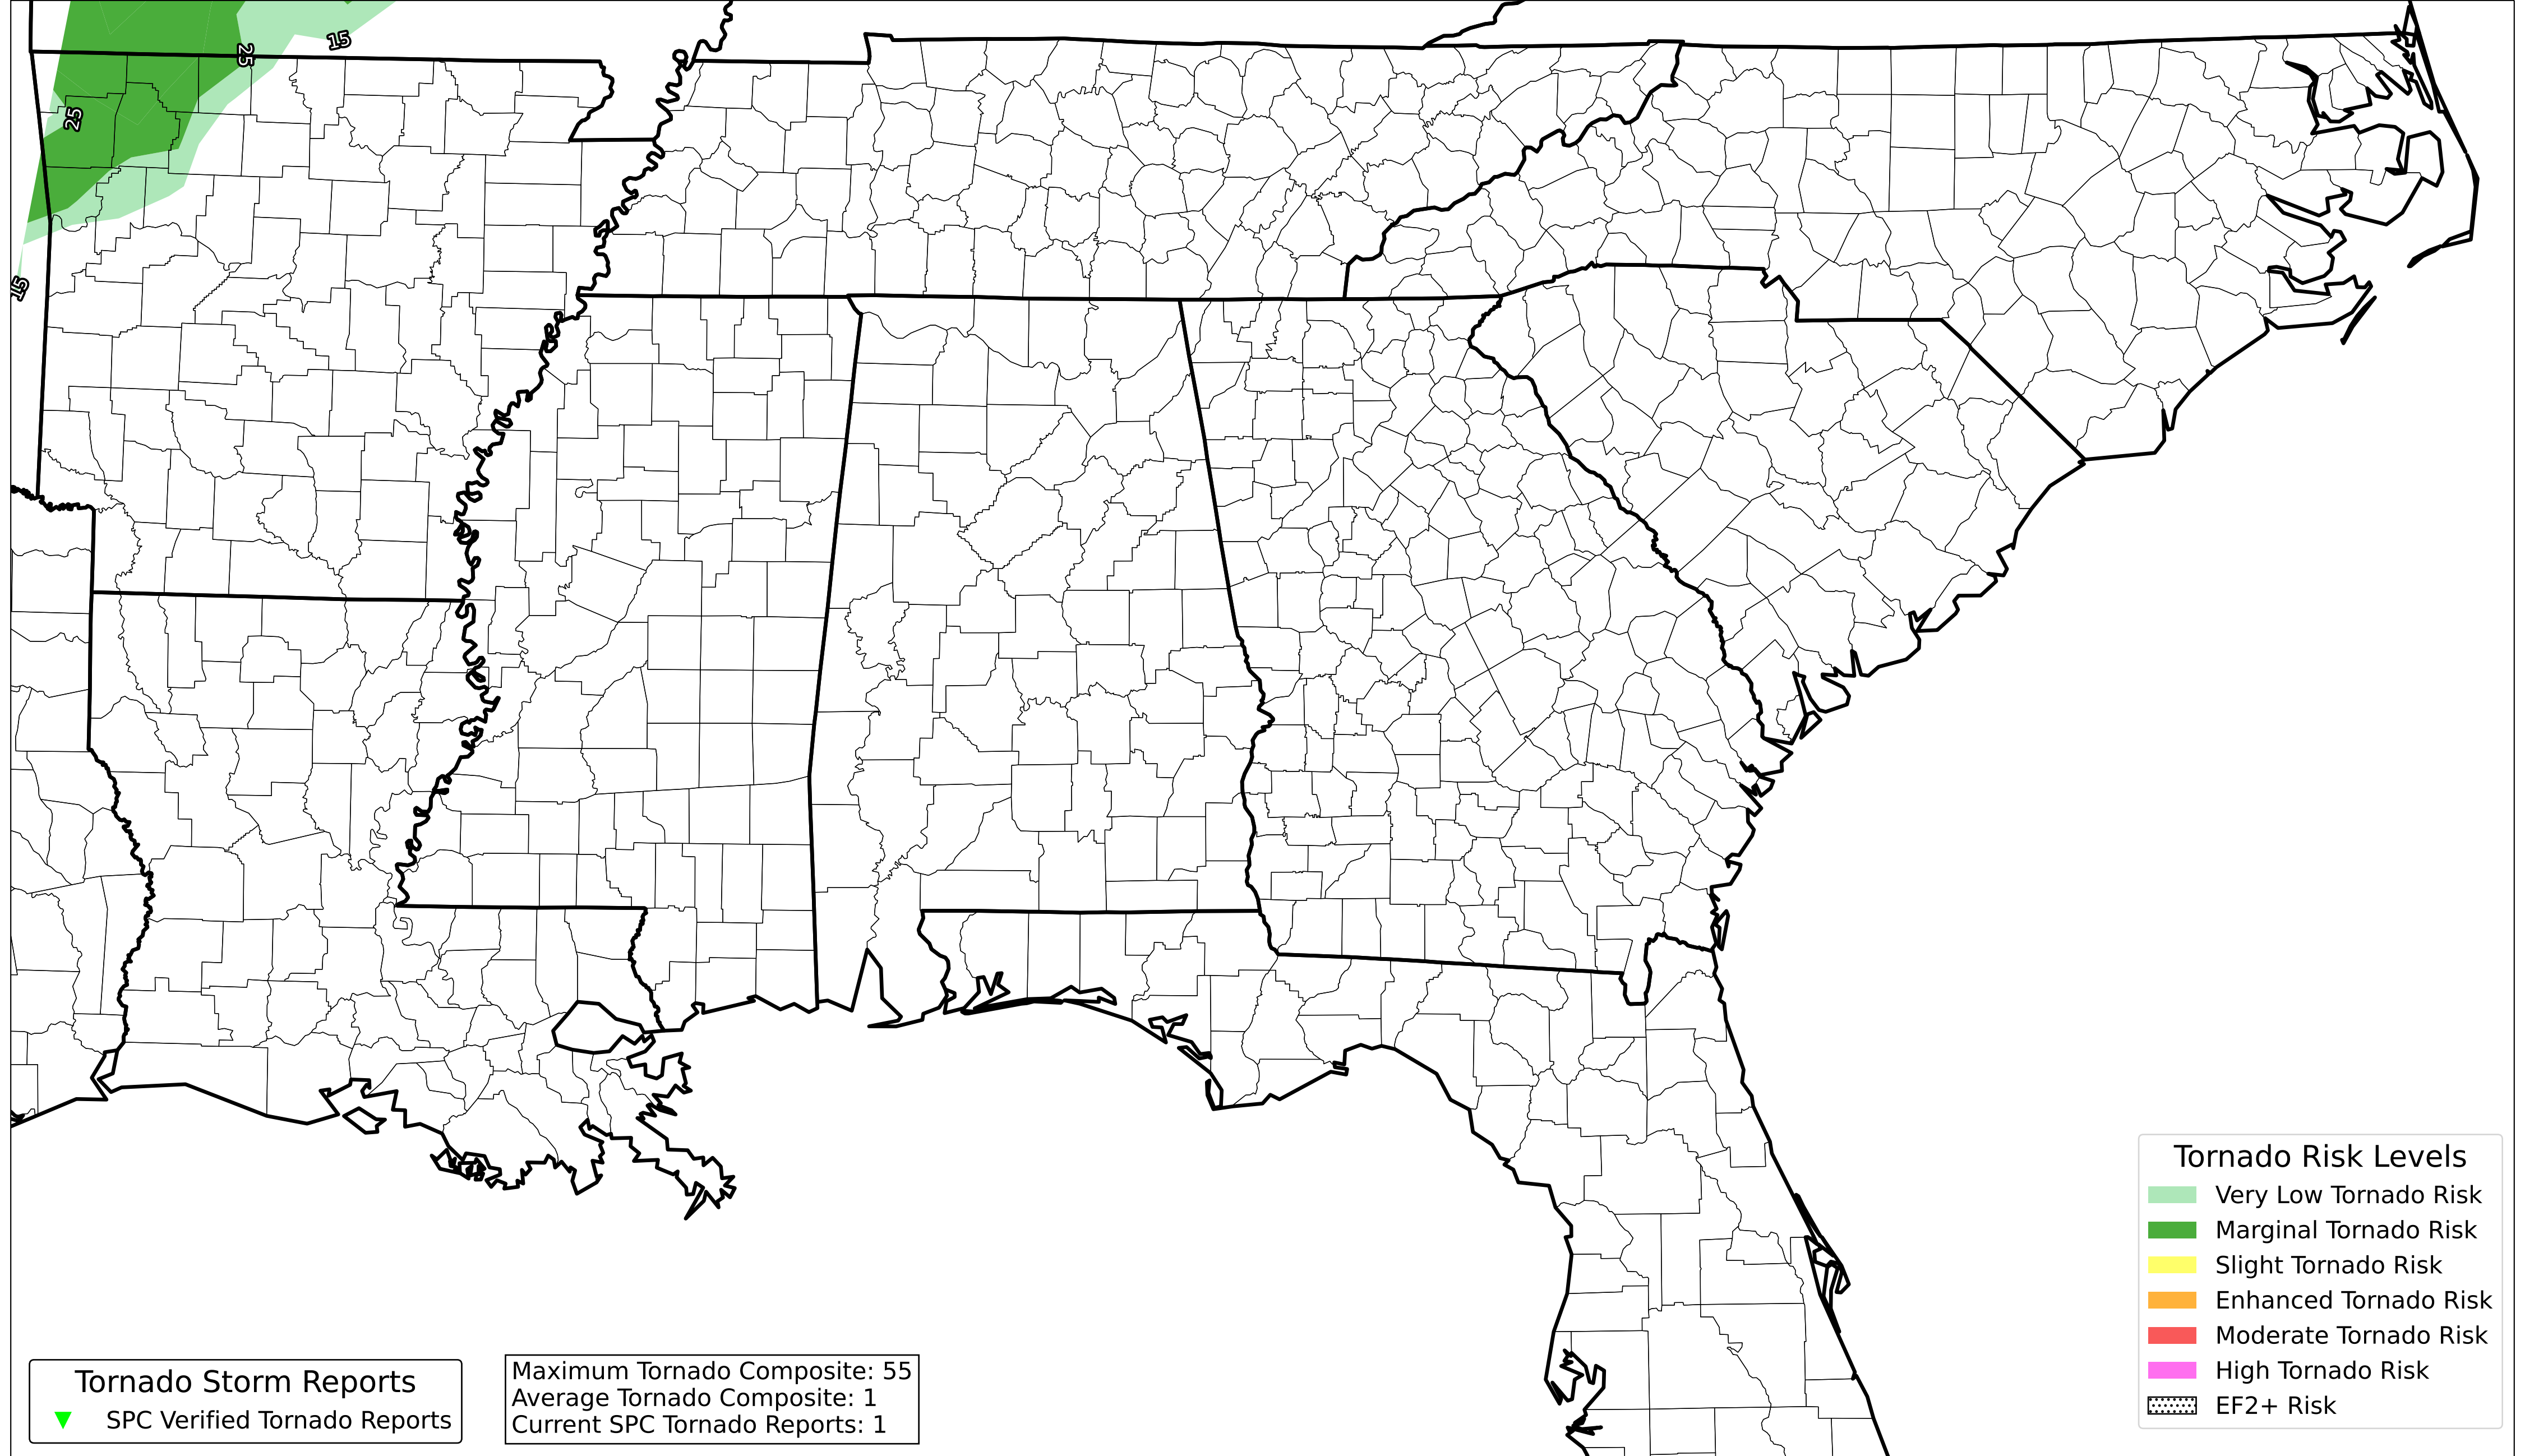 15
25
25
15
Tornado Storm Reports
SPC Verified Tornado Reports
Maximum Tornado Composite: 55
Average Tornado Composite: 1
Current SPC Tornado Reports: 1
Tornado Risk Levels
Very Low Tornado Risk
Marginal Tornado Risk
Slight Tornado Risk
Enhanced Tornado Risk
Moderate Tornado Risk
High Tornado Risk
EF2+ Risk